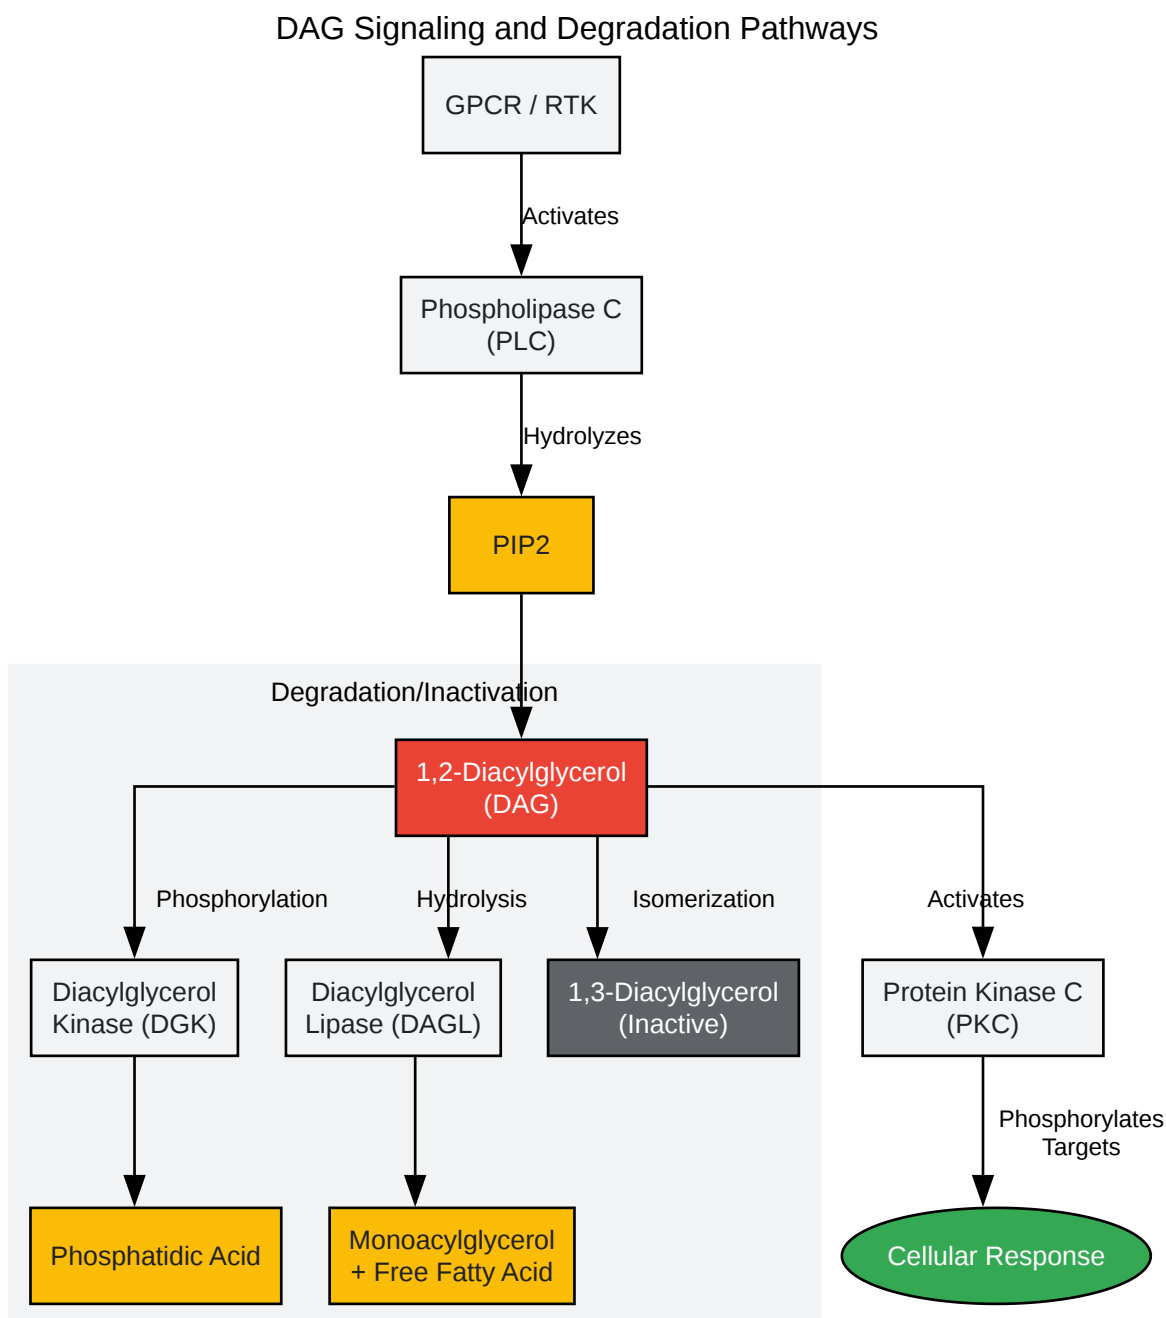 DAG Signaling and Degradation Pathways
GPCR / RTK
Activates
Phospholipase C
(PLC)
Hydrolyzes
PIP2
Degradation/Inactivation
1,2-Diacylglycerol
(DAG)
Phosphorylation
Hydrolysis
Isomerization
Activates
Diacylglycerol
Kinase (DGK)
Diacylglycerol
Lipase (DAGL)
1,3-Diacylglycerol
(Inactive)
Protein Kinase C
(PKC)
Phosphorylates
Targets
Phosphatidic Acid
Monoacylglycerol
+ Free Fatty Acid
Cellular Response